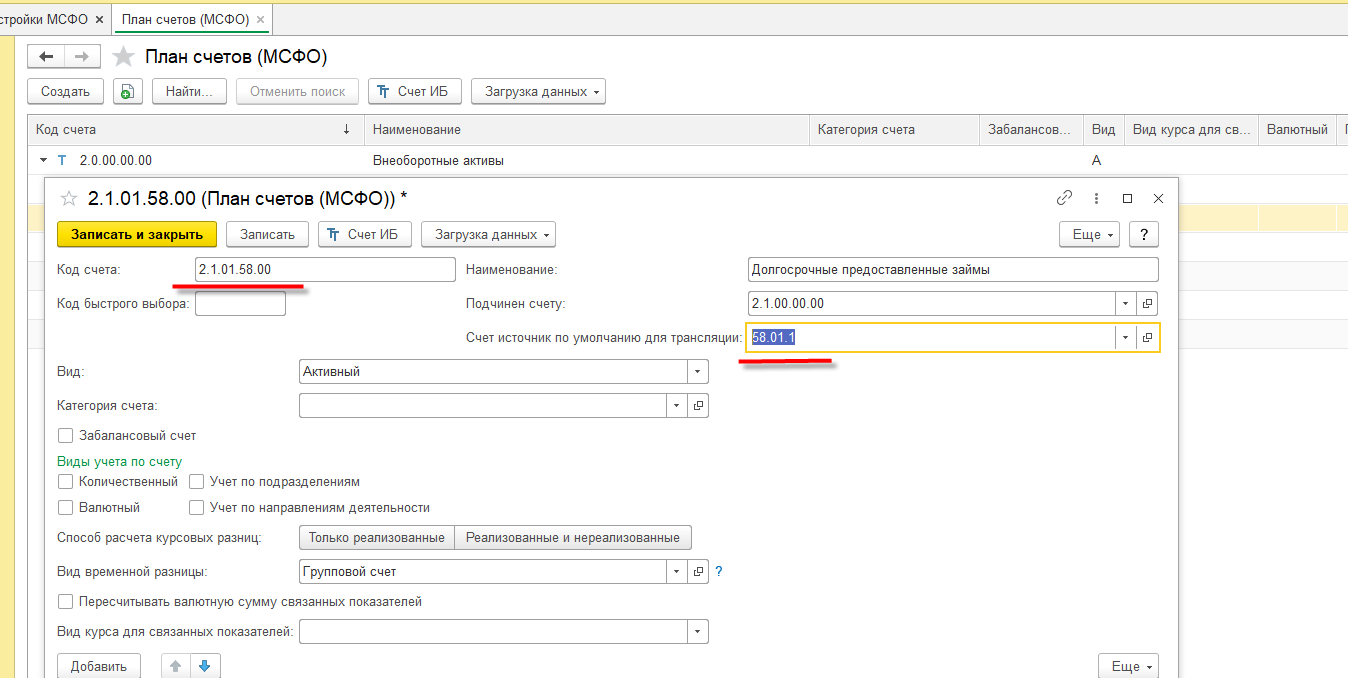 стройки МСФО × План счетов (МСФО) ×
План счетов (МСФО)
Создать Найти... Отменить поиск Счет ИБ Загрузка данных
Код счета ↓ Наименование Категория счета Забалансов... Вид Вид курса для св... Валютный
Т 2.0.00.00.00 Внеоборотные активы А
2.1.01.58.00 (План счетов (МСФО)) *
Записать и закрыть Записать Счет ИБ Загрузка данных Еще ?
Код счета: 2.1.01.58.00 Наименование: Долгосрочные предоставленные займы
Код быстрого выбора: Подчинен счету: 2.1.00.00.00
Счет источник по умолчанию для трансляции: 58.01.1
Вид: Активный
Категория счета:
Забалансовый счет
Виды учета по счету
Количественный Учет по подразделениям
Валютный Учет по направлениям деятельности
Способ расчета курсовых разниц: Только реализованные Реализованные и нереализованные
Вид временной разницы: Групповой счет ?
Пересчитывать валютную сумму связанных показателей
Вид курса для связанных показателей:
Добавить Еще